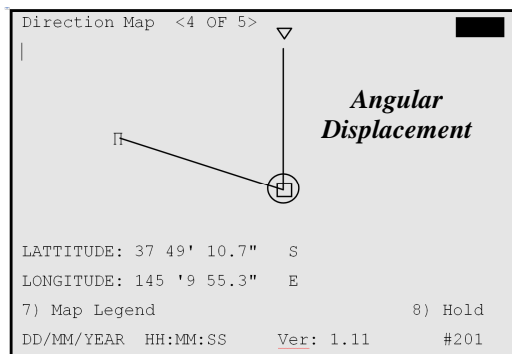 Direction Map <4 OF 5>
Angular
Displacement
LATTITUDE: 37 49' 10.7" S
LONGITUDE: 145 '9 55.3" E
7) Map Legend 8) Hold
DD/MM/YEAR HH:MM:SS Ver: 1.11 #201